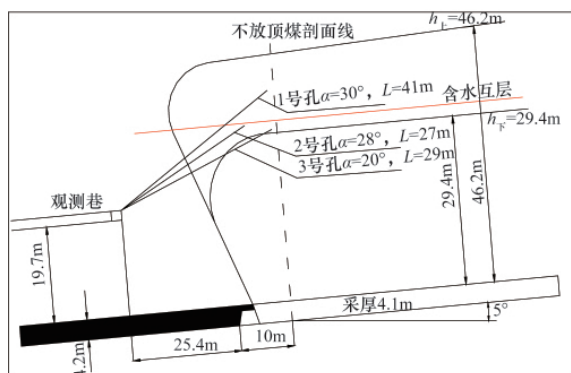 h上=46.2m
不放顶煤剖面线
1号孔α=30°，L=41m
含水互层
h下=29.4m
2号孔α=28°，L=27m
3号孔α=20°，L=29m
观测巷
29.4m
46.2m
19.7m
采厚4.1m
5°
4.2m
25.4m
10m